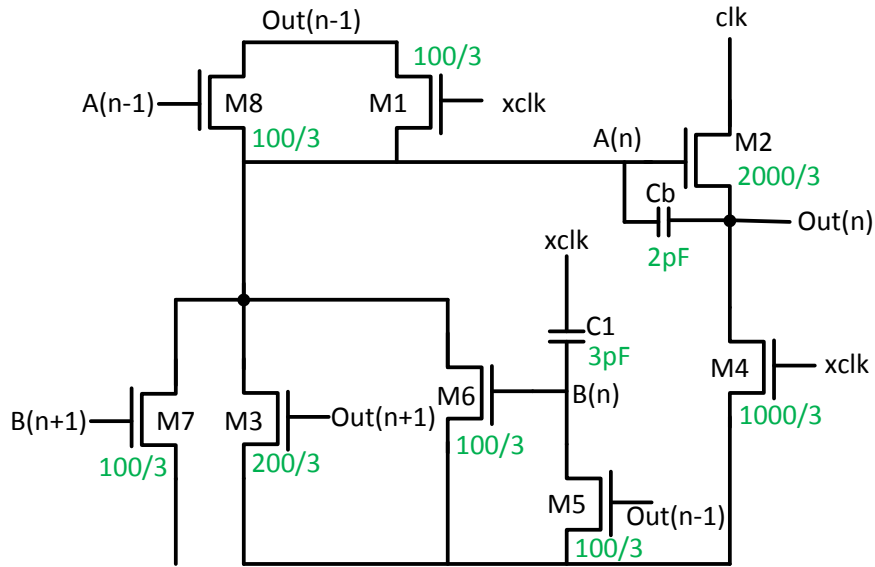 Out(n-1)
clk
100/3
A(n-1)
M8
M1
xclk
100/3
A(n)
M2
2000/3
Cb
Out(n)
2pF
xclk
C1
3pF
M4
xclk
M6
B(n)
B(n+1)
M7
M3
Out(n+1)
1000/3
100/3
200/3
100/3
M5
Out(n-1)
100/3